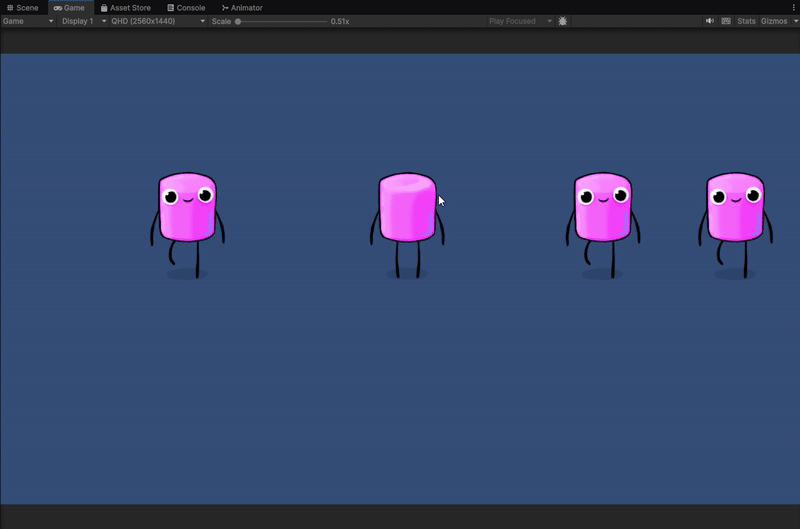 Scene Game Asset Store Console Animator
Game Display 1 QHD (2560x1440) Scale 0.51x Play Focused Stats Gizmos